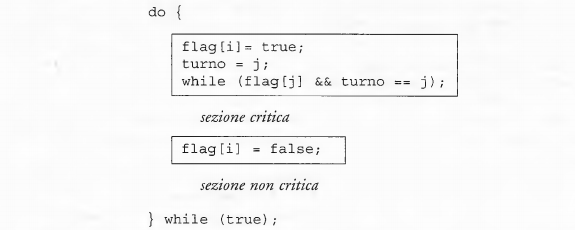 do {
flag[i]= true;
turno = j;
while (flag[j] && turno == j);
sezione critica
flag[i] = false;
sezione non critica
} while (true);